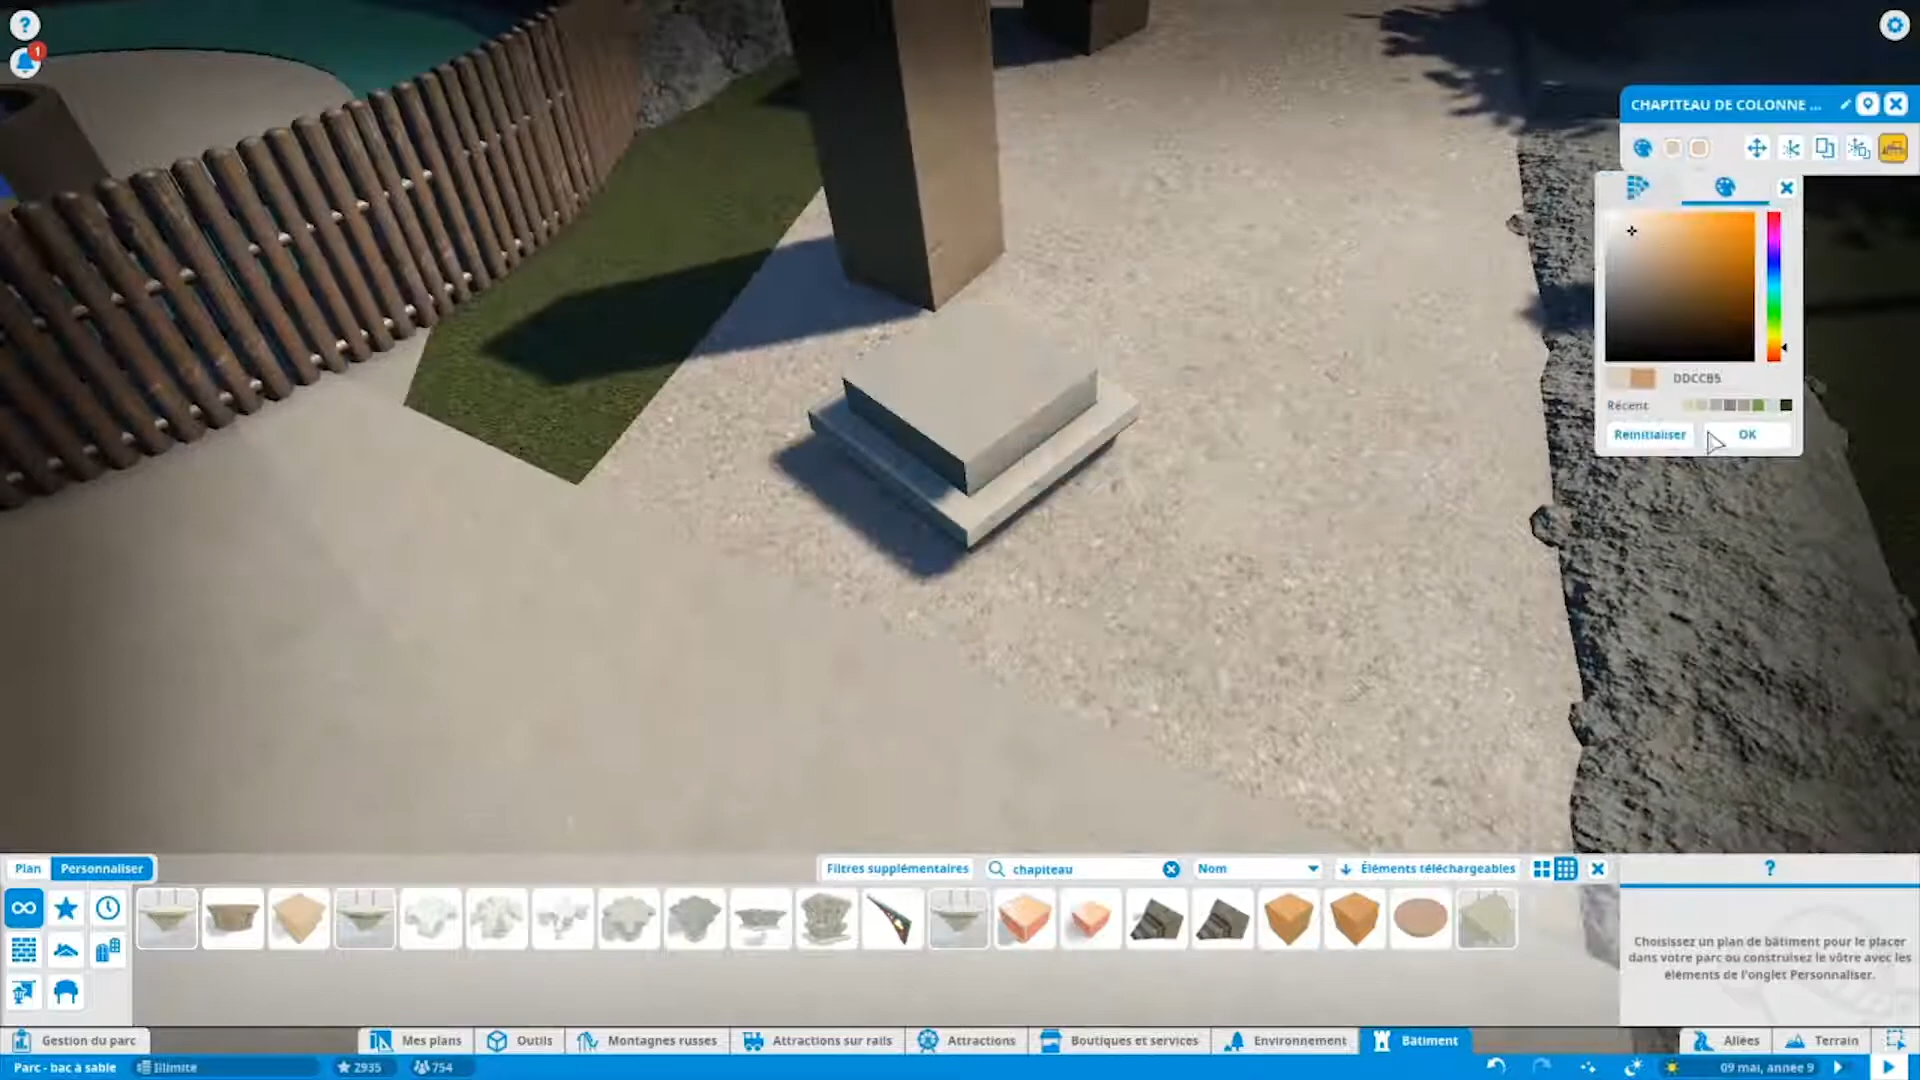 ?
1
CHAPITEAU DE COLONNE ...
AUTO
DDCCB5
Récent
Réinitialiser
OK
Plan
Personnaliser
Filtres supplémentaires
chapiteau
Nom
Éléments téléchargeables
?
Choisissez un plan de bâtiment pour le placer
dans votre parc ou construisez le vôtre avec les
éléments de l'onglet Personnaliser.
Gestion du parc
Mes plans
Outils
Montagnes russes
Attractions sur rails
Attractions
Boutiques et services
Environnement
Bâtiment
Allées
Terrain
Parc - bac à sable
Illimité
2935
754
09 mai, année 9